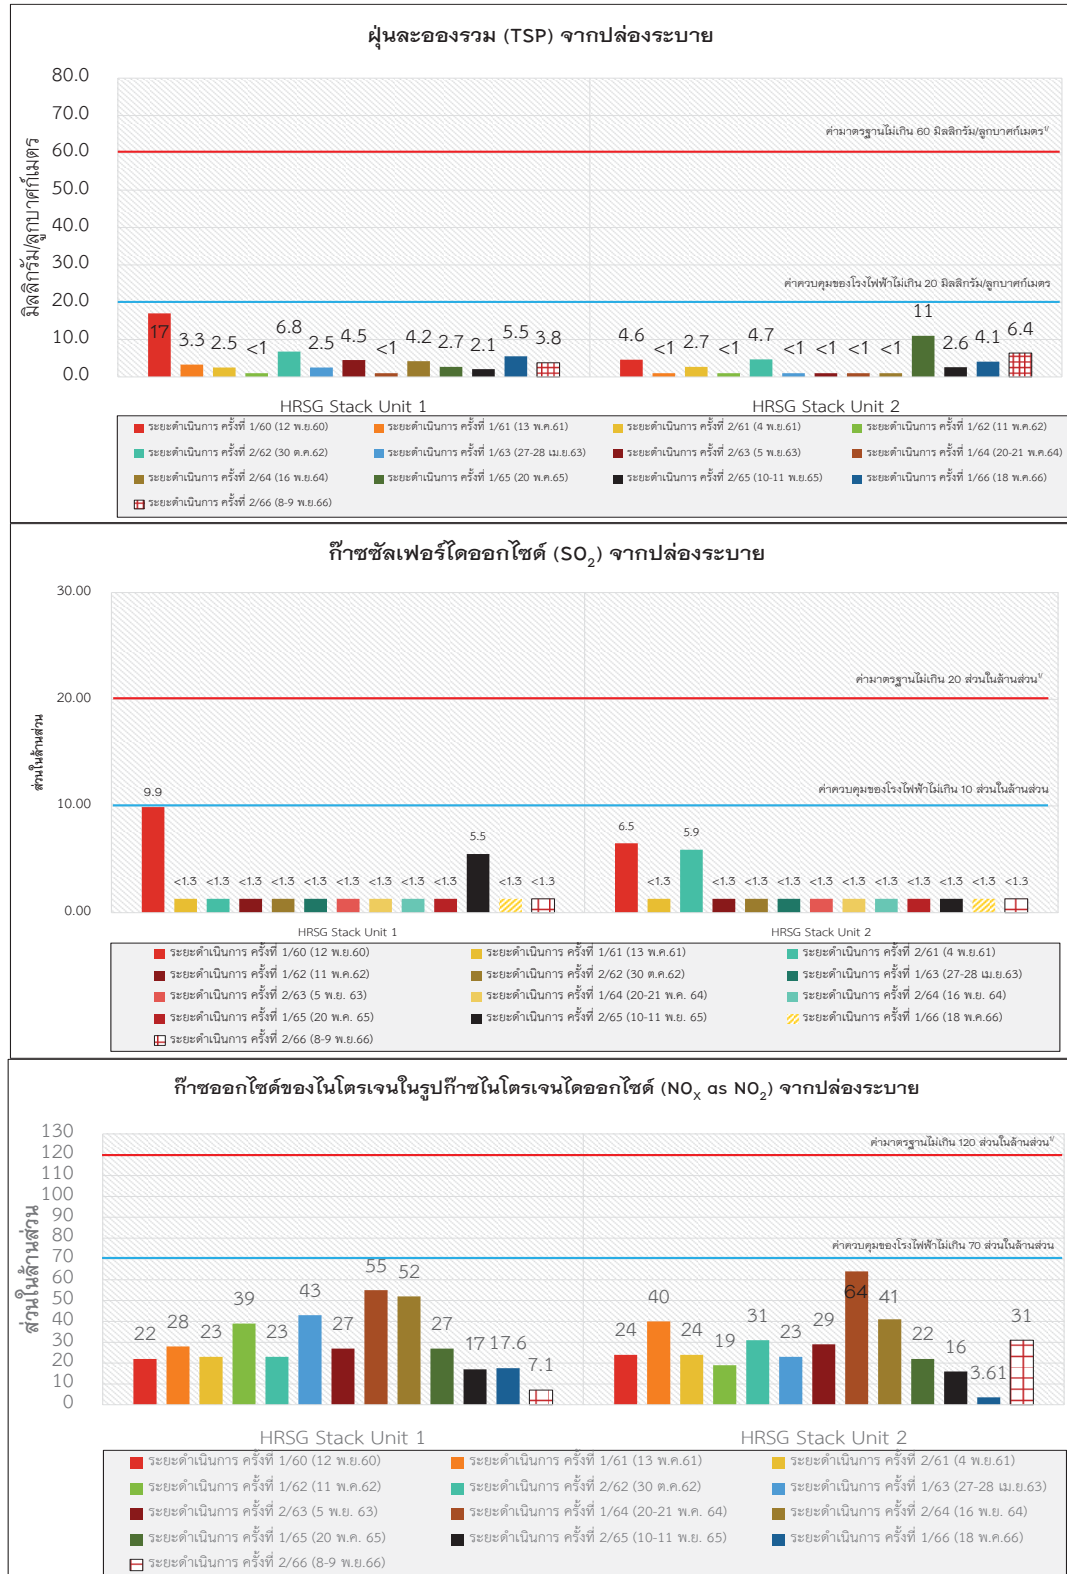 ฝุ่นละอองรวม (TSP) จากปล่องระบาย
80.0
70.0
60.0
50.0
40.0
30.0
20.0
10.0
0.0
มิลลิกรัม/ลูกบาศก์เมตร
ค่ามาตรฐานไม่เกิน 60 มิลลิกรัม/ลูกบาศก์เมตร1/
ค่าควบคุมของโรงไฟฟ้าไม่เกิน 20 มิลลิกรัม/ลูกบาศก์เมตร
17 3.3 2.5 <1 6.8 2.5 4.5 <1 4.2 2.7 2.1 5.5 3.8 4.6 <1 2.7 <1 4.7 <1 <1 <1 <1 11 2.6 4.1 6.4
HRSG Stack Unit 1 HRSG Stack Unit 2
ระยะดำเนินการ ครั้งที่ 1/60 (12 พ.ย.60) ระยะดำเนินการ ครั้งที่ 1/61 (13 พ.ค.61) ระยะดำเนินการ ครั้งที่ 2/61 (4 พ.ย.61) ระยะดำเนินการ ครั้งที่ 1/62 (11 พ.ค.62)
ระยะดำเนินการ ครั้งที่ 2/62 (30 ต.ค.62) ระยะดำเนินการ ครั้งที่ 1/63 (27-28 เม.ย.63) ระยะดำเนินการ ครั้งที่ 2/63 (5 พ.ย.63) ระยะดำเนินการ ครั้งที่ 1/64 (20-21 พ.ค.64)
ระยะดำเนินการ ครั้งที่ 2/64 (16 พ.ย.64) ระยะดำเนินการ ครั้งที่ 1/65 (20 พ.ค.65) ระยะดำเนินการ ครั้งที่ 2/65 (10-11 พ.ย.65) ระยะดำเนินการ ครั้งที่ 1/66 (18 พ.ค.66)
ระยะดำเนินการ ครั้งที่ 2/66 (8-9 พ.ย.66)
ก๊าซซัลเฟอร์ไดออกไซด์ (SO2) จากปล่องระบาย
30.00
20.00
10.00
0.00
ส่วนในล้านส่วน
ค่ามาตรฐานไม่เกิน 20 ส่วนในล้านส่วน1/
ค่าควบคุมของโรงไฟฟ้าไม่เกิน 10 ส่วนในล้านส่วน
9.9 <1.3 <1.3 <1.3 <1.3 <1.3 <1.3 <1.3 <1.3 <1.3 5.5 <1.3 <1.3 6.5 <1.3 5.9 <1.3 <1.3 <1.3 <1.3 <1.3 <1.3 <1.3 <1.3 <1.3 <1.3
HRSG Stack Unit 1 HRSG Stack Unit 2
ระยะดำเนินการ ครั้งที่ 1/60 (12 พ.ย.60) ระยะดำเนินการ ครั้งที่ 1/61 (13 พ.ค.61) ระยะดำเนินการ ครั้งที่ 2/61 (4 พ.ย.61)
ระยะดำเนินการ ครั้งที่ 1/62 (11 พ.ค.62) ระยะดำเนินการ ครั้งที่ 2/62 (30 ต.ค.62) ระยะดำเนินการ ครั้งที่ 1/63 (27-28 เม.ย.63)
ระยะดำเนินการ ครั้งที่ 2/63 (5 พ.ย. 63) ระยะดำเนินการ ครั้งที่ 1/64 (20-21 พ.ค. 64) ระยะดำเนินการ ครั้งที่ 2/64 (16 พ.ย. 64)
ระยะดำเนินการ ครั้งที่ 1/65 (20 พ.ค. 65) ระยะดำเนินการ ครั้งที่ 2/65 (10-11 พ.ย. 65) ระยะดำเนินการ ครั้งที่ 1/66 (18 พ.ค.66)
ระยะดำเนินการ ครั้งที่ 2/66 (8-9 พ.ย.66)
ก๊าซออกไซด์ของไนโตรเจนในรูปก๊าซไนโตรเจนไดออกไซด์ (NOx as NO2) จากปล่องระบาย
130
120
110
100
90
80
70
60
50
40
30
20
10
0
ส่วนในล้านส่วน
ค่ามาตรฐานไม่เกิน 120 ส่วนในล้านส่วน1/
ค่าควบคุมของโรงไฟฟ้าไม่เกิน 70 ส่วนในล้านส่วน
22 28 23 39 23 43 27 55 52 27 17 17.6 7.1 24 40 24 19 31 23 29 64 41 22 16 3.61 31
HRSG Stack Unit 1 HRSG Stack Unit 2
ระยะดำเนินการ ครั้งที่ 1/60 (12 พ.ย.60) ระยะดำเนินการ ครั้งที่ 1/61 (13 พ.ค.61) ระยะดำเนินการ ครั้งที่ 2/61 (4 พ.ย.61)
ระยะดำเนินการ ครั้งที่ 1/62 (11 พ.ค.62) ระยะดำเนินการ ครั้งที่ 2/62 (30 ต.ค.62) ระยะดำเนินการ ครั้งที่ 1/63 (27-28 เม.ย.63)
ระยะดำเนินการ ครั้งที่ 2/63 (5 พ.ย. 63) ระยะดำเนินการ ครั้งที่ 1/64 (20-21 พ.ค. 64) ระยะดำเนินการ ครั้งที่ 2/64 (16 พ.ย. 64)
ระยะดำเนินการ ครั้งที่ 1/65 (20 พ.ค. 65) ระยะดำเนินการ ครั้งที่ 2/65 (10-11 พ.ย. 65) ระยะดำเนินการ ครั้งที่ 1/66 (18 พ.ค.66)
ระยะดำเนินการ ครั้งที่ 2/66 (8-9 พ.ย.66)